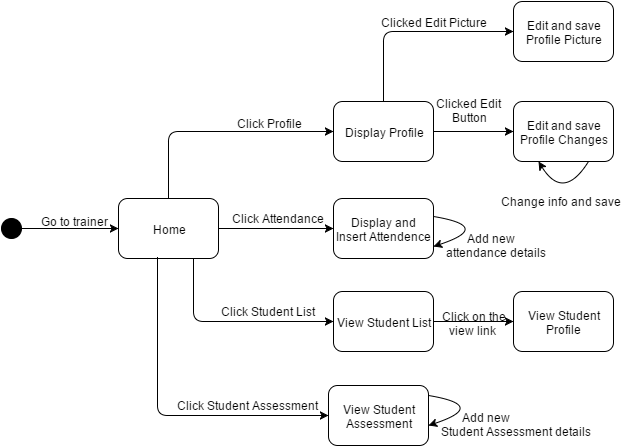 Clicked Edit Picture
Edit and save
Profile Picture
Click Profile
Display Profile
Clicked Edit
Button
Edit and save
Profile Changes
Change info and save
Go to trainer
Home
Click Attendance
Display and
Insert Attendence
Add new
attendance details
Click Student List
View Student List
Click on the
view link
View Student
Profile
Click Student Assessment
View Student
Assessment
Add new
Student Assessment details